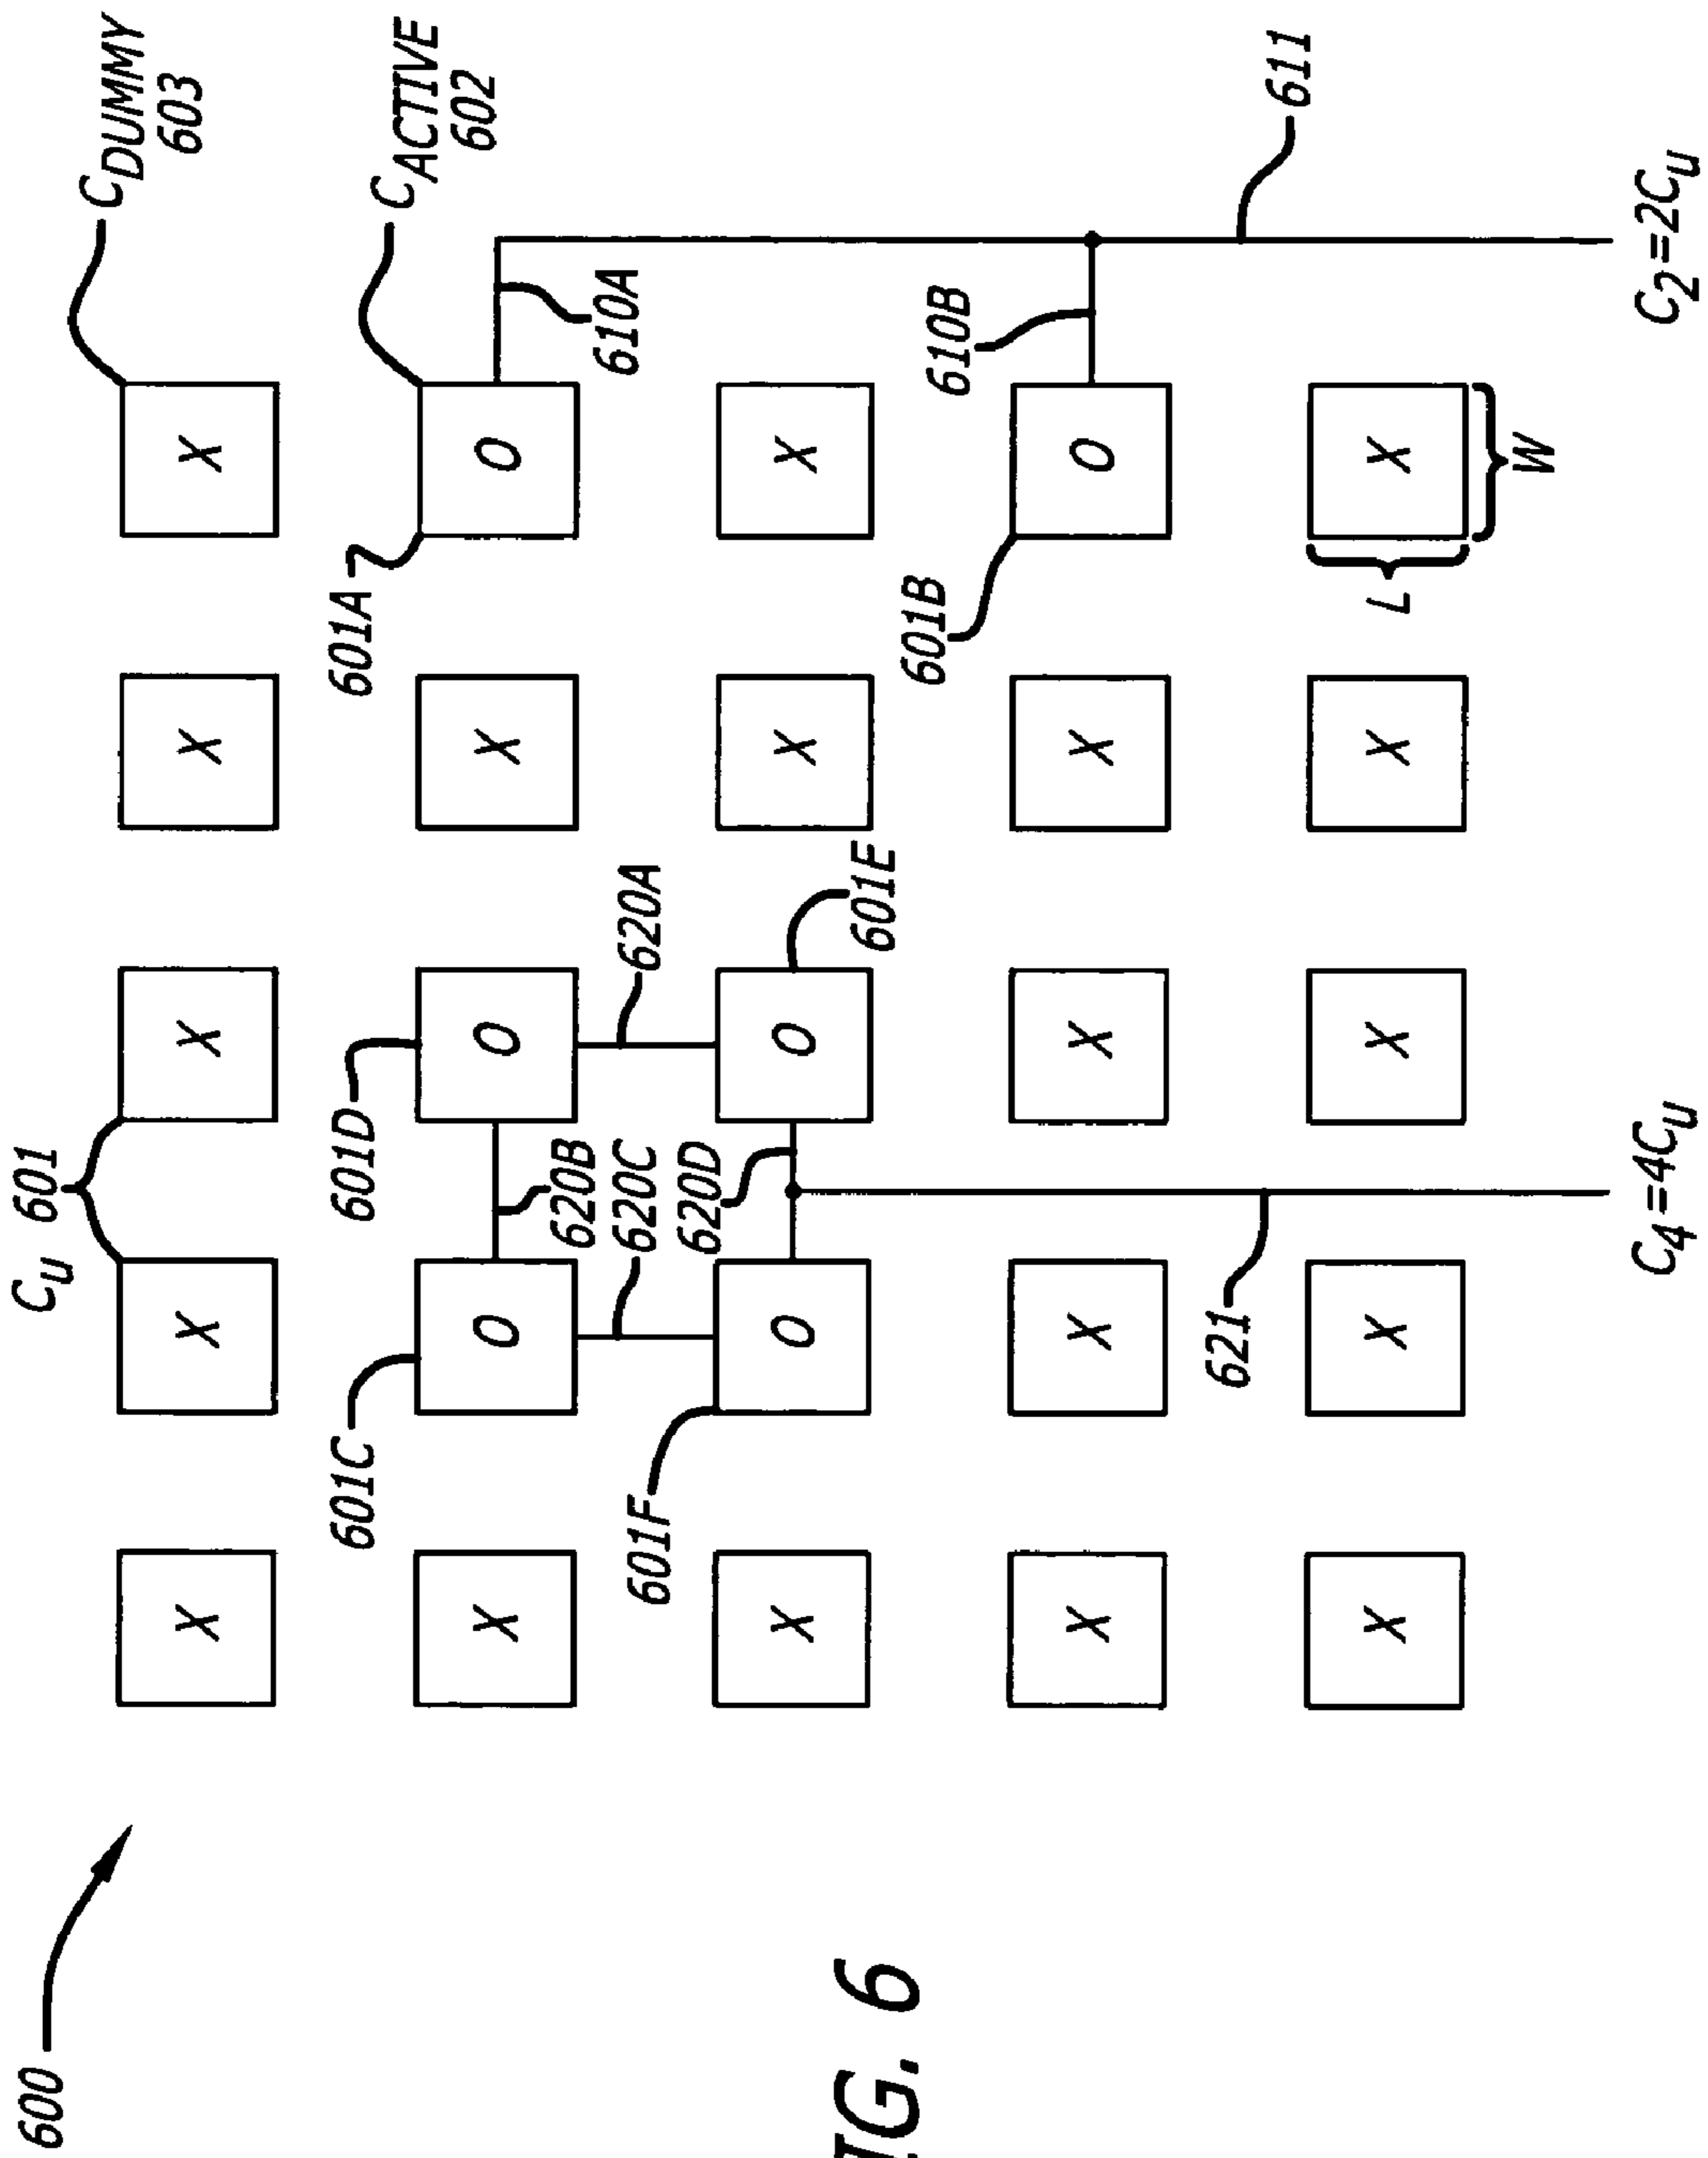 600
C_u 601
C_DUMMY
603
X X X X X
601C
601D
601A
C_ACTIVE
602
X O O X O
620B
610A
620C
620A
601F
620D
X O O X X
IG. 6
601E
601B
610B
X X X X O
621
611
X X X X L X
W
C_4=4C_u
C_2=2C_u